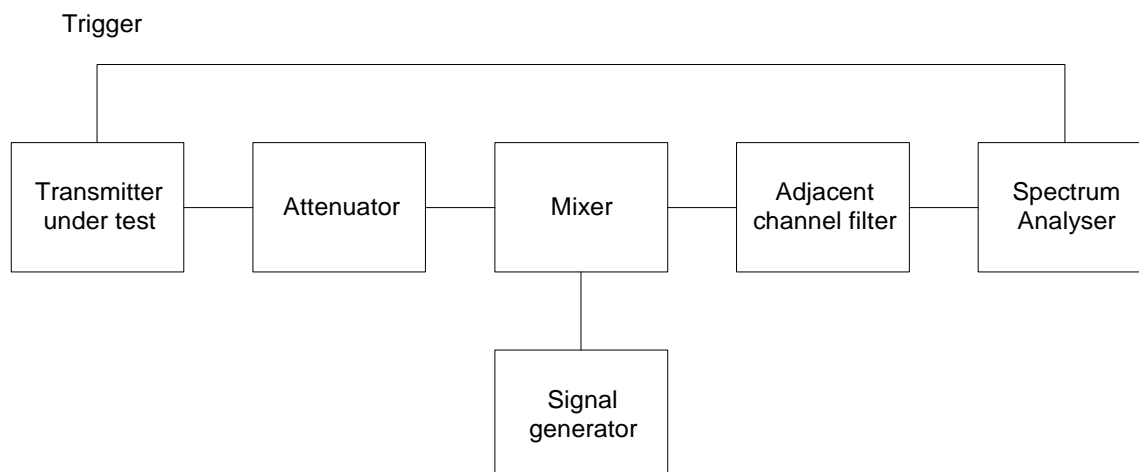 Trigger
Transmitter
under test
Attenuator
Mixer
Adjacent
channel filter
Spectrum
Analyser
Signal
generator